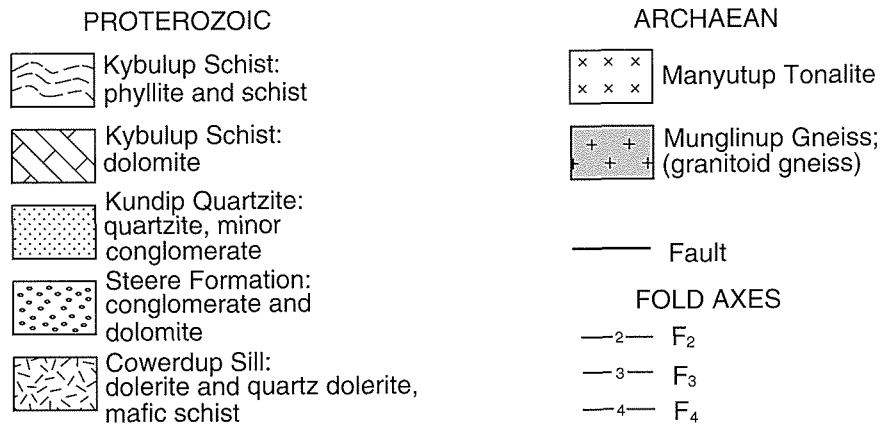 PROTEROZOIC
Kybulup Schist:
phyllite and schist
Kybulup Schist:
dolomite
Kundip Quartzite:
quartzite, minor
conglomerate
Steere Formation:
conglomerate and
dolomite
Cowerdup Sill:
dolerite and quartz dolerite,
mafic schist
ARCHAEAN
Manyutup Tonalite
Munglinup Gneiss;
(granitoid gneiss)
Fault
FOLD AXES
2 F₂
3 F₃
4 F₄